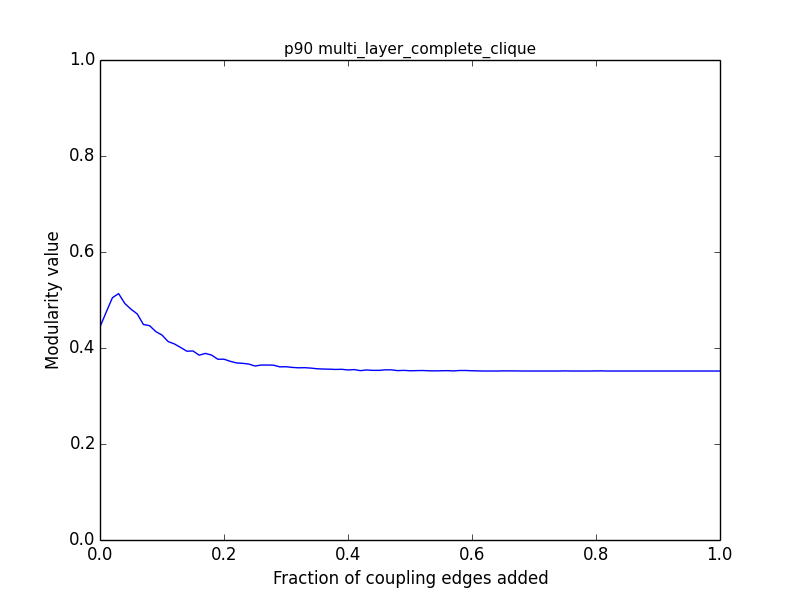 p90 multi_layer_complete_clique
1.0
0.8
0.6
0.4
0.2
0.0
Modularity value
0.0 0.2 0.4 0.6 0.8 1.0
Fraction of coupling edges added